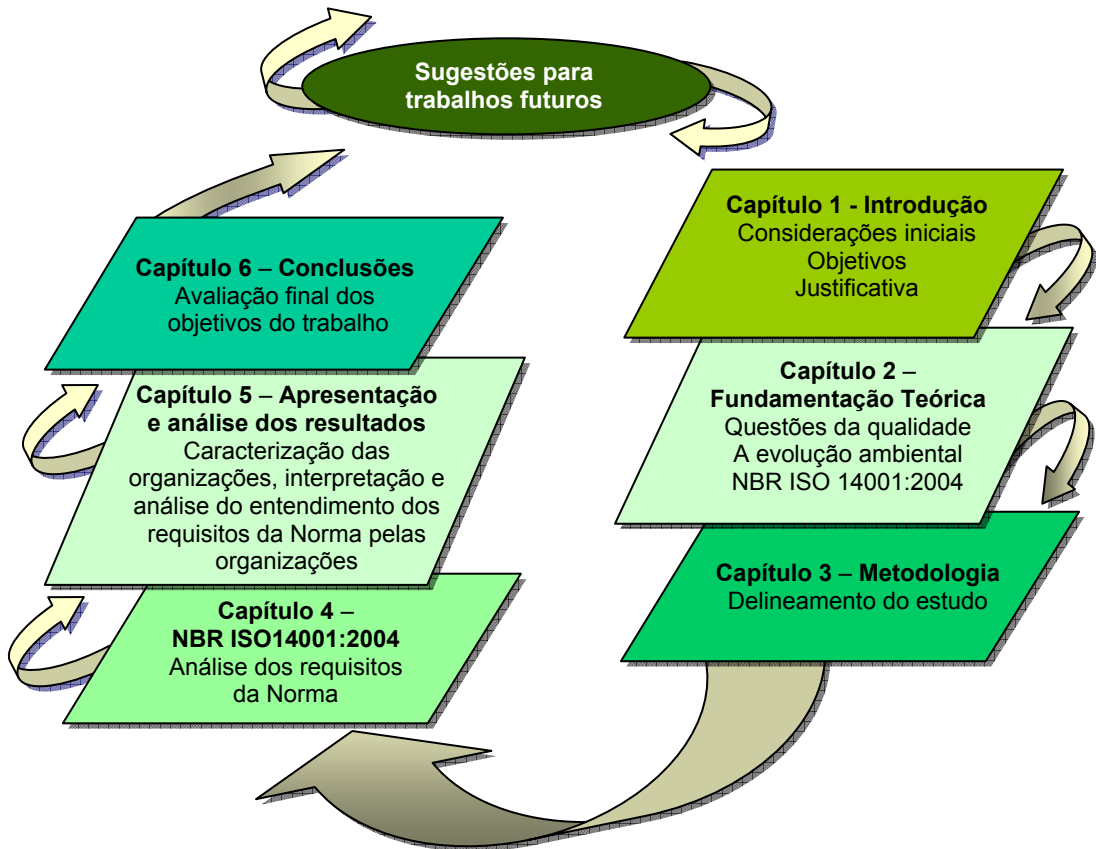 Sugestões para
trabalhos futuros
Capítulo 1 - Introdução
Considerações iniciais
Objetivos
Justificativa
Capítulo 2 –
Fundamentação Teórica
Questões da qualidade
A evolução ambiental
NBR ISO 14001:2004
Capítulo 3 – Metodologia
Delineamento do estudo
Capítulo 4 –
NBR ISO14001:2004
Análise dos requisitos
da Norma
Capítulo 5 – Apresentação
e análise dos resultados
Caracterização das
organizações, interpretação e
análise do entendimento dos
requisitos da Norma pelas
organizações
Capítulo 6 – Conclusões
Avaliação final dos
objetivos do trabalho